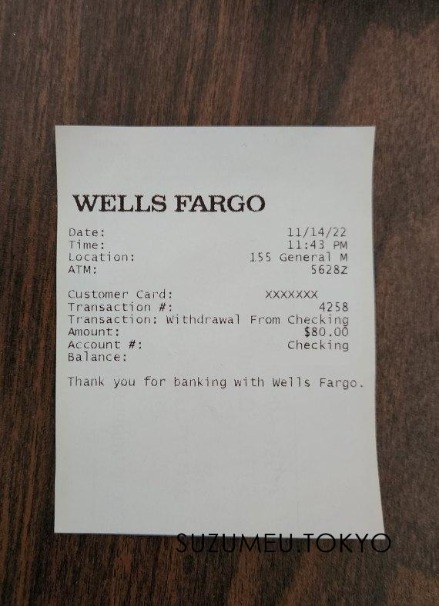 WELLS FARGO
Date: 11/14/22
Time: 11:43 PM
Location: 155 General M
ATM: 5628Z
Customer Card: XXXXXXX
Transaction #: 4258
Transaction: Withdrawal From Checking
Amount: $80.00
Account #: Checking
Balance:
Thank you for banking with Wells Fargo.
SUZUMEU.TOKYO